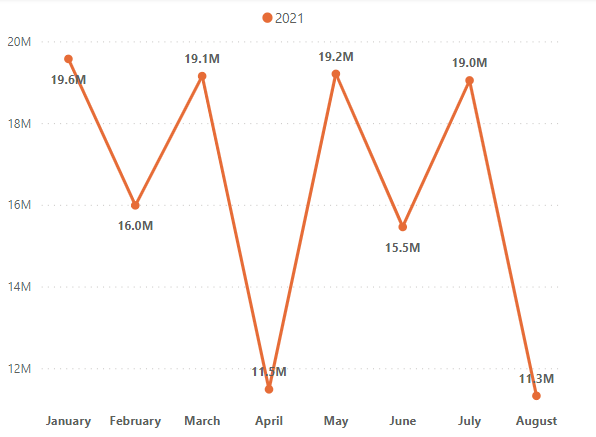 2021
20M
19.6M
19.1M
19.2M
19.0M
18M
16M
16.0M
15.5M
14M
12M
11.5M
11.3M
January February March April May June July August